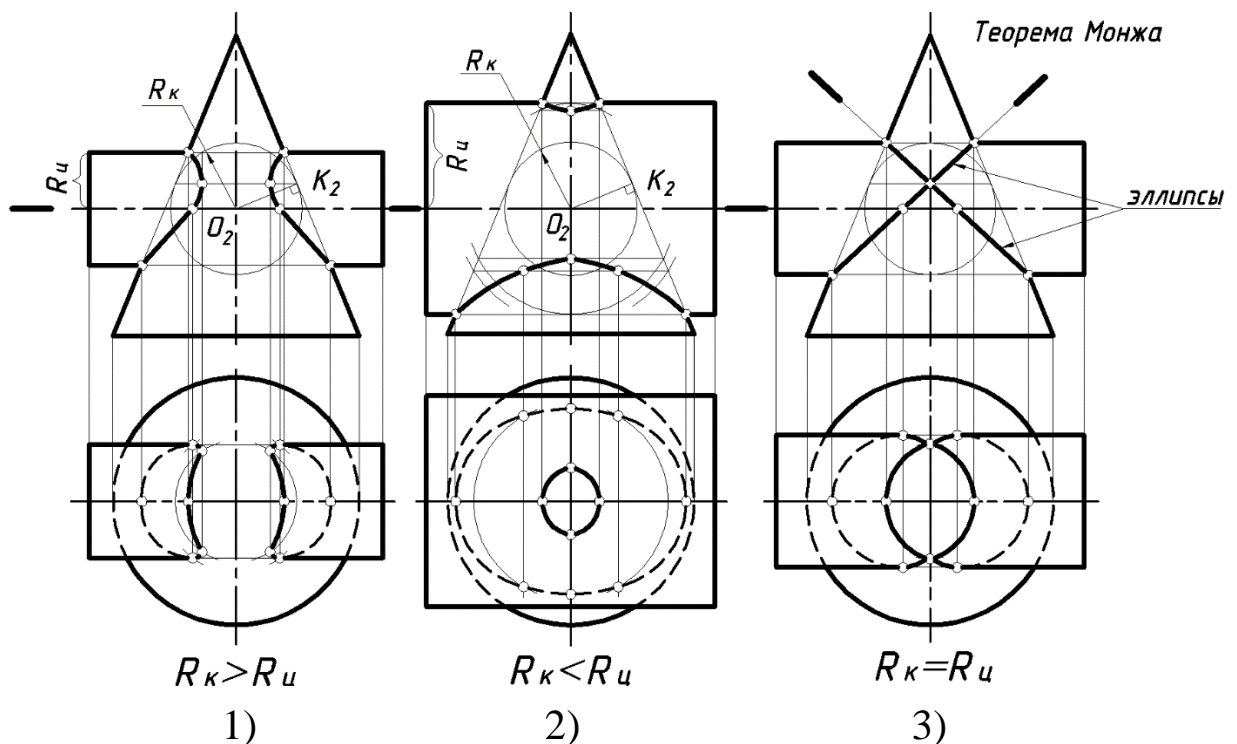 Теорема Монжа
Rк
Rц
K2
O2
Rк
Rц
K2
O2
эллипсы
Rк>Rц
Rк<Rц
Rк=Rц
1)
2)
3)